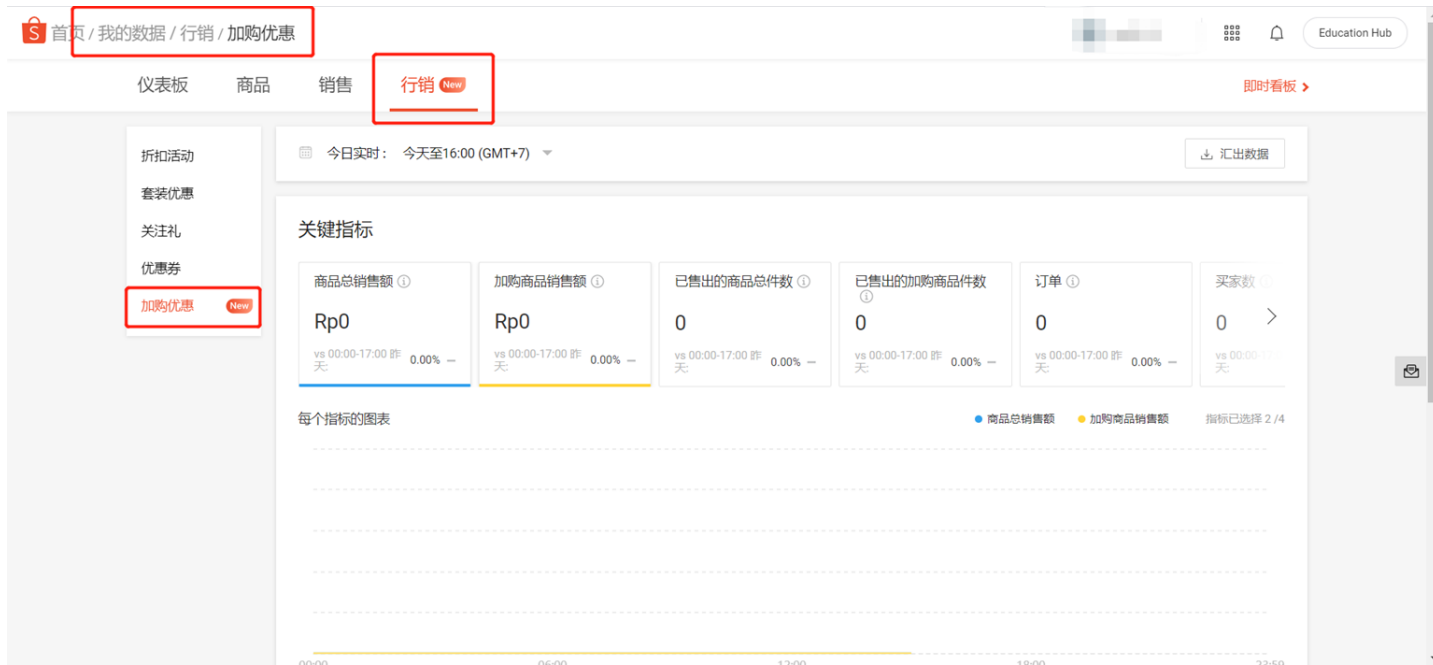 首页 / 我的数据 / 行销 / 加购优惠
Education Hub
仪表板 商品 销售 行销 New
即时看板
折扣活动
套装优惠
关注礼
优惠券
加购优惠 New
今日实时： 今天至16:00 (GMT+7)
汇出数据
关键指标
商品总销售额
Rp0
vs 00:00-17:00 昨天:
0.00%
加购商品销售额
Rp0
vs 00:00-17:00 昨天:
0.00%
已售出的商品总件数
0
vs 00:00-17:00 昨天:
0.00%
已售出的加购商品件数
0
vs 00:00-17:00 昨天:
0.00%
订单
0
vs 00:00-17:00 昨天:
0.00%
买家数
0
vs 00:00-17:00 昨天:
每个指标的图表
商品总销售额 加购商品销售额 指标已选择 2 /4
00:00 06:00 12:00 18:00 23:59